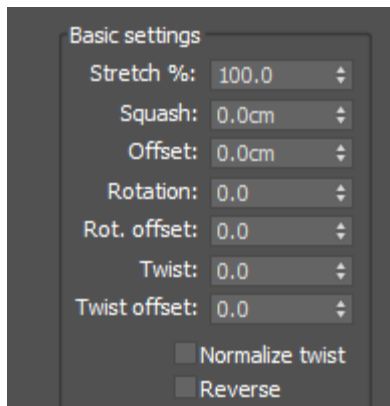 Basic settings
Stretch %: 100.0
Squash: 0.0cm
Offset: 0.0cm
Rotation: 0.0
Rot. offset: 0.0
Twist: 0.0
Twist offset: 0.0
Normalize twist
Reverse